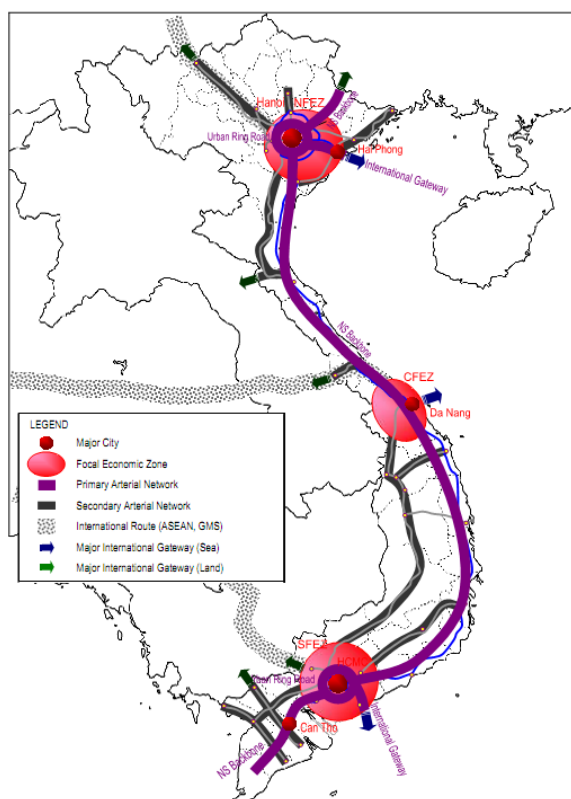 Hanoi
NFEZ
Backbone
Urban Ring Road
Hai Phong
International Gateway
NS Backbone
CFEZ
Da Nang
LEGEND
Major City
Focal Economic Zone
Primary Arterial Network
Secondary Arterial Network
International Route (ASEAN, GMS)
Major International Gateway (Sea)
Major International Gateway (Land)
SFEZ
HCMC
Ring Road
Can Tho
International Gateway
NS Backbone